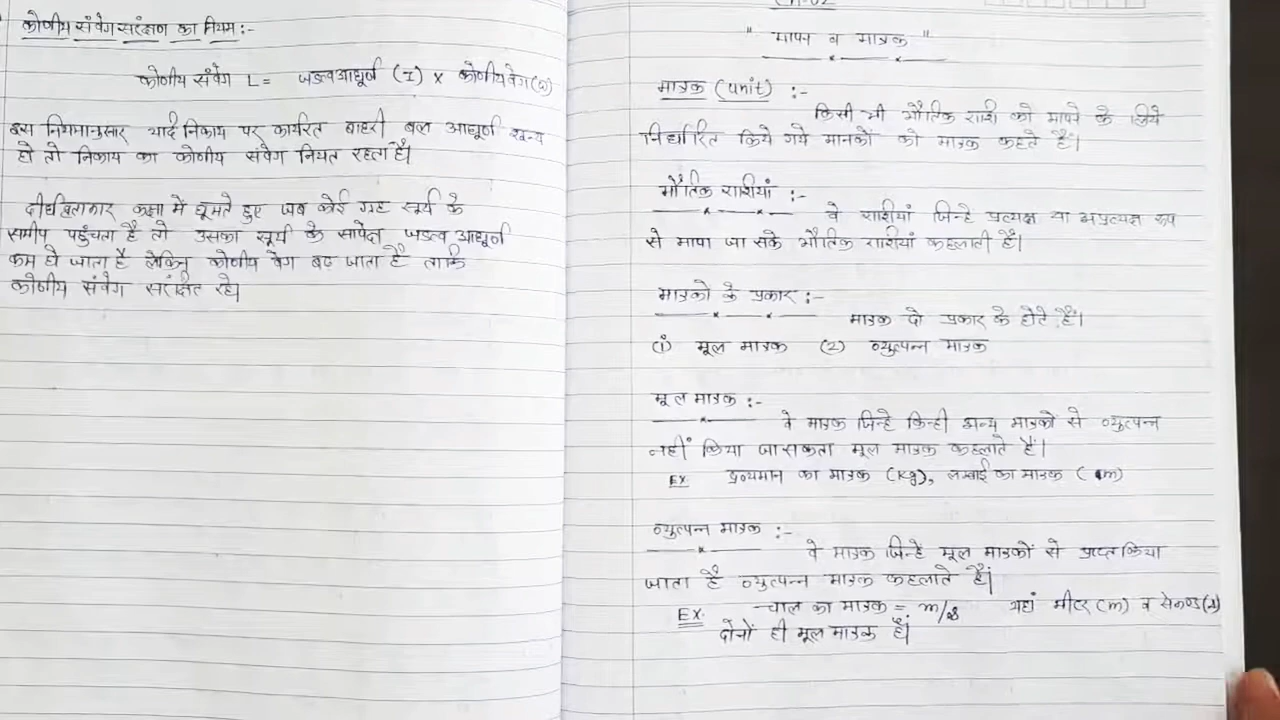 कोणीय संवेग संरक्षण का नियम:-
कोणीय संवेग L = जडत्व आघूर्ण (I) × कोणीय वेग (ω)
इस नियमानुसार यदि निकाय पर कार्यरत बाहरी बल आघूर्ण शून्य
हो तो निकाय का कोणीय संवेग नियत रहता है।
दीर्घवृताकार कक्षा में घूमते हुए जब कोई ग्रह सूर्य के
समीप पहुँचता है तो उसका सूर्य के सापेक्ष जडत्व आघूर्ण
कम हो जाता है लेकिन कोणीय वेग बढ जाता है ताकि
कोणीय संवेग संरक्षित रहे।
CH-02
" मापन व मात्रक "
मात्रक (unit) :-
किसी भी भौतिक राशी को मापने के लिये
निर्धारित किये गये मानकों को मात्रक कहते है।
भौतिक राशियां :-
वे राशीयां जिन्हे प्रत्यक्ष या अप्रत्यक्ष रूप
से मापा जा सके भौतिक राशीयां कहलाती है।
मात्रकों के प्रकार :-
मात्रक दो प्रकार के होते है।
(1) मूल मात्रक (2) व्युत्पन्न मात्रक
मूल मात्रक :-
वे मात्रक जिन्हे किन्ही अन्य मात्रकों से व्युत्पन्न
नहीं किया जा सकता मूल मात्रक कहलाते है।
EX. द्रव्यमान का मात्रक (Kg), लम्बाई का मात्रक (m)
व्युत्पन्न मात्रक :-
वे मात्रक जिन्हें मूल मात्रकों से प्राप्त किया
जाता है व्युत्पन्न मात्रक कहलाते हैं।
EX. चाल का मात्रक = m/s यहां मीटर (m) व सेकण्ड (s)
दोनों ही मूल मात्रक है।